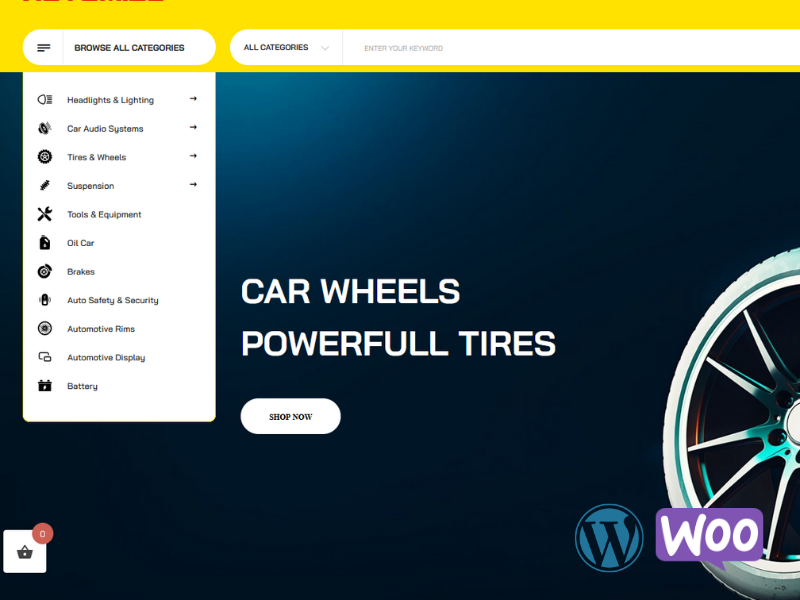 BROWSE ALL CATEGORIES
ALL CATEGORIES
ENTER YOUR KEYWORD
Headlights & Lighting
Car Audio Systems
Tires & Wheels
Suspension
Tools & Equipment
Oil Car
Brakes
Auto Safety & Security
Automotive Rims
Automotive Display
Battery
CAR WHEELS
POWERFULL TIRES
SHOP NOW
0
W
Woo